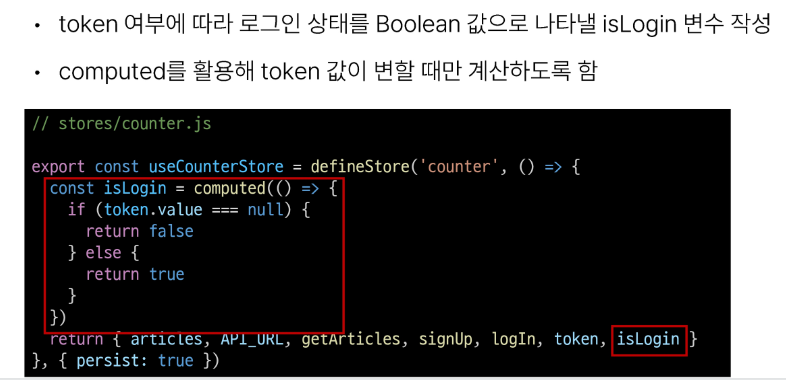 • token 여부에 따라 로그인 상태를 Boolean 값으로 나타낼 isLogin 변수 작성
• computed를 활용해 token 값이 변할 때만 계산하도록 함
// stores/counter.js
export const useCounterStore = defineStore('counter', () => {
  const isLogin = computed(() => {
    if (token.value === null) {
      return false
    } else {
      return true
    }
  })
  return { articles, API_URL, getArticles, signUp, logIn, token, isLogin }
}, { persist: true })